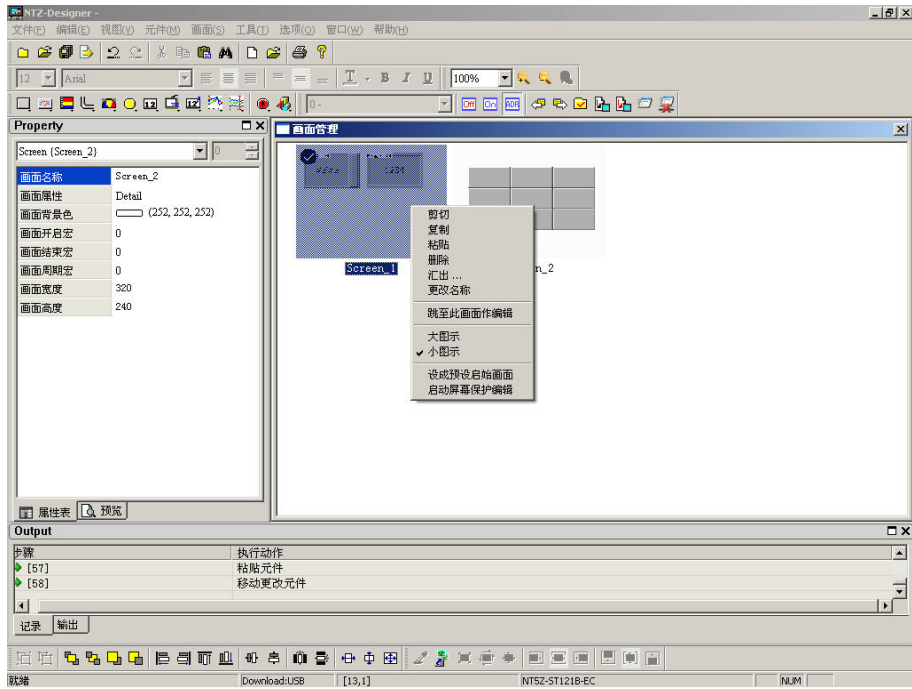 NTZ-Designer -
文件(F) 编辑(E) 视图(V) 元件(M) 画面(S) 工具(T) 选项(O) 窗口(W) 帮助(H)
12 Arial 100%
Property
画面管理
Screen {Screen_2} 0
画面名称 Screen_2
画面属性 Detail
画面背景色 (252, 252, 252)
画面开启宏 0
画面结束宏 0
画面周期宏 0
画面宽度 320
画面高度 240
1234
Screen_1
n_2
剪切
复制
粘贴
删除
汇出 ...
更改名称
跳至此画面作编辑
大图示
小图示
设成预设启始画面
启动屏幕保护编辑
属性表 预览
Output
步骤 执行动作
[57] 粘贴元件
[58] 移动更改元件
记录 输出
就绪 Download:USB [13,1] NT5Z-ST121B-EC NUM